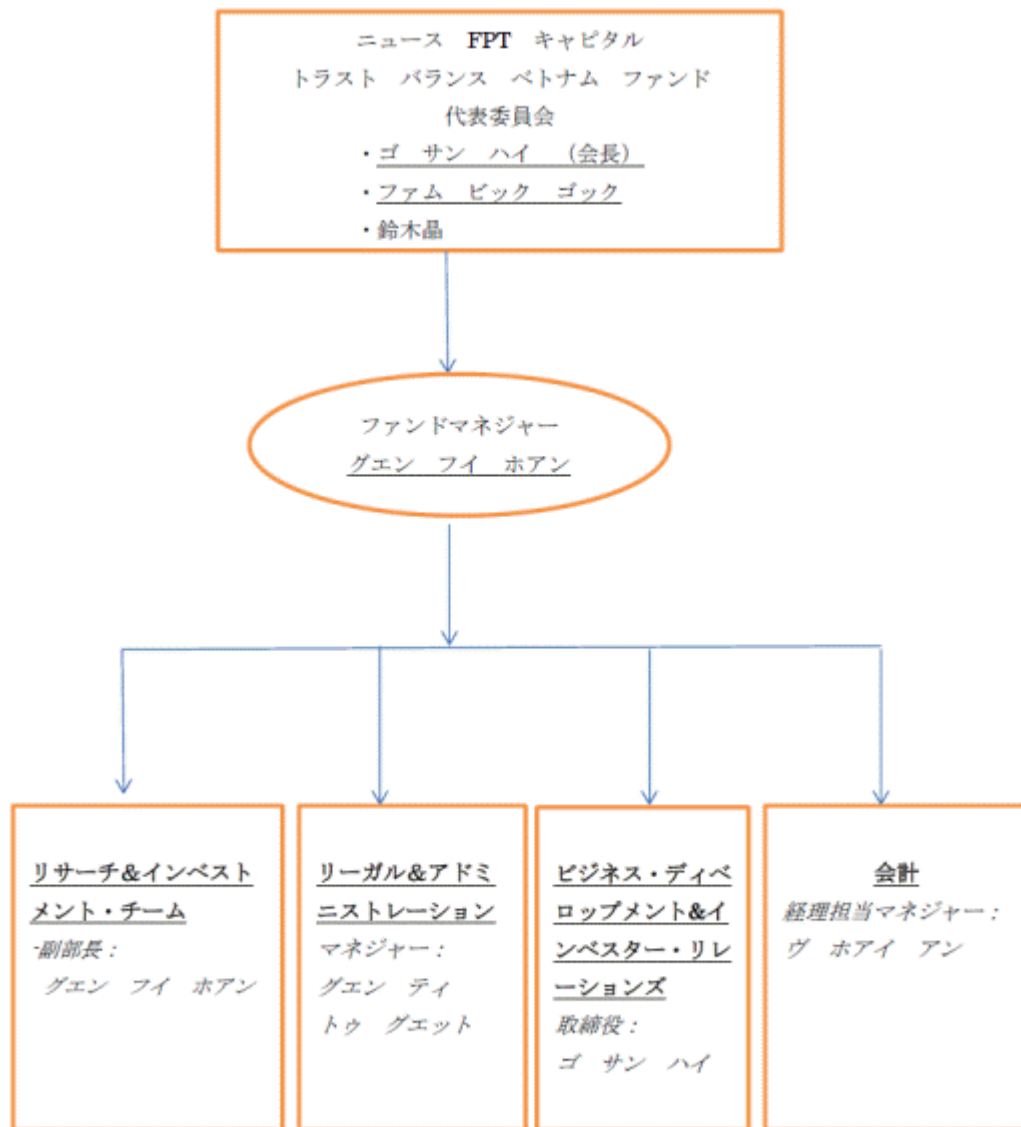 ニュース　FPT　キャピタル
トラスト　バランス　ベトナム　ファンド
代表委員会
・ゴ　サン　ハイ　（会長）
・ファム　ビック　ゴック
・鈴木晶
ファンドマネジャー
グエン　フイ　ホアン
リサーチ&インベスト
メント・チーム
-副部長：
グエン　フイ　ホアン
リーガル&アドミ
ニストレーション
マネジャー：
グエン　ティ
トゥ　グエット
ビジネス・ディベ
ロップメント&イ
ンベスター・リレ
ーションズ
取締役：
ゴ　サン　ハイ
会計
経理担当マネジャー：
ヴ　ホアイ　アン